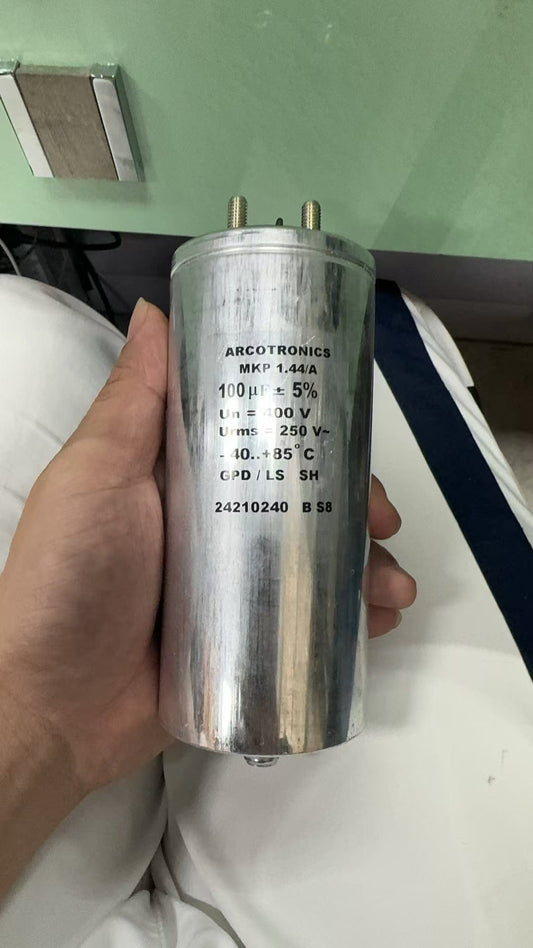 ARCOTRONICS
MKP 1.44/A
100 µF ± 5%
Un = 400 V
Urms = 250 V~
- 40..+85°C
GPD / LS SH
24210240 B S8